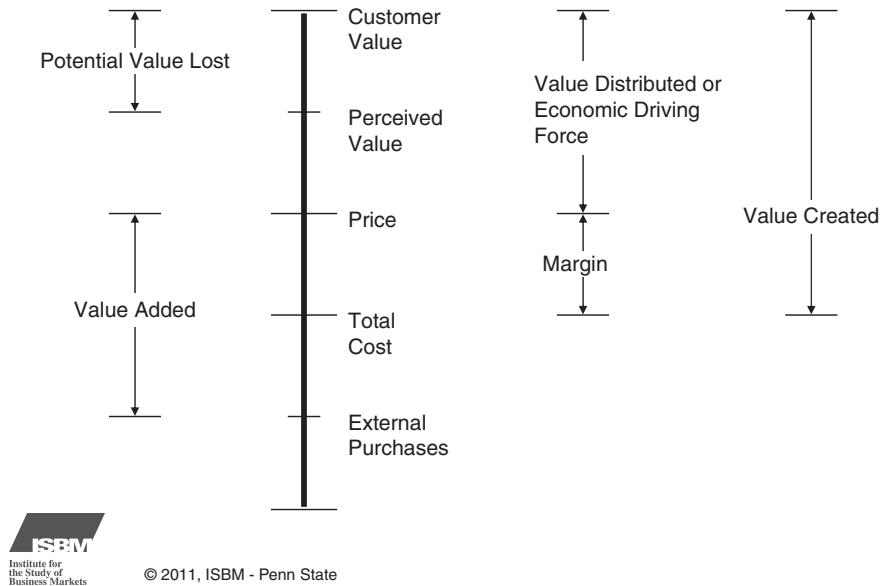 Customer
Value
Potential Value Lost
Value Distributed or
Economic Driving
Force
Perceived
Value
Price
Value Created
Margin
Value Added
Total
Cost
External
Purchases
ISBM
Institute for
the Study of
Business Markets
© 2011, ISBM - Penn State